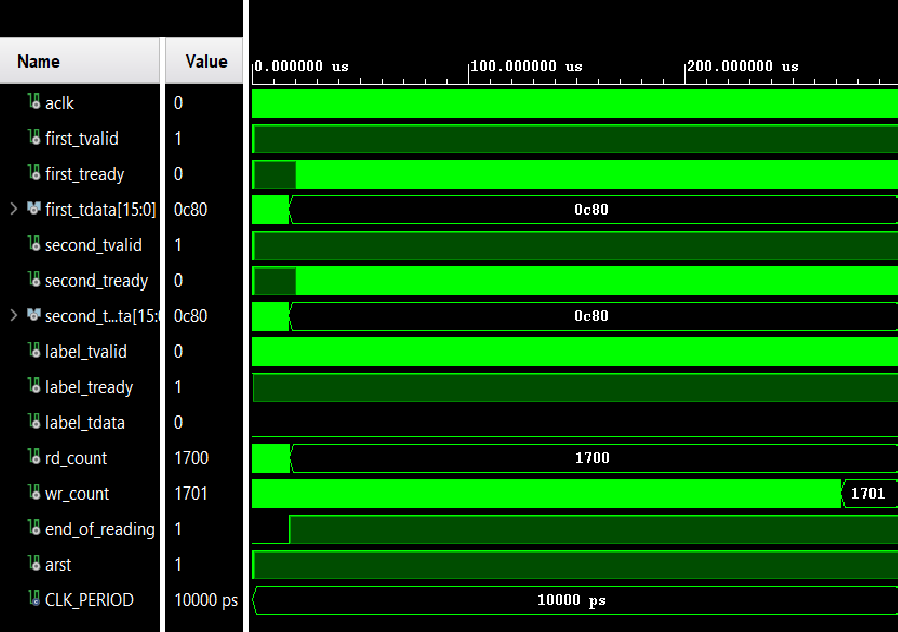 Name Value 0.000000 us 100.000000 us 200.000000 us
aclk 0
first_tvalid 1
first_tready 0
first_tdata[15:0] 0c80 0c80
second_tvalid 1
second_tready 0
second_t...ta[15: 0c80 0c80
label_tvalid 0
label_tready 1
label_tdata 0
rd_count 1700 1700
wr_count 1701 1701
end_of_reading 1
arst 1
CLK_PERIOD 10000 ps 10000 ps